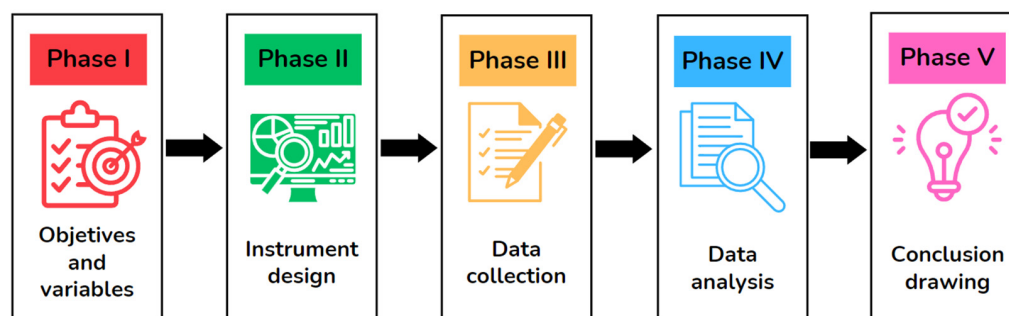 Phase I
Objetives
and
variables
Phase II
Instrument
design
Phase III
Data
collection
Phase IV
Data
analysis
Phase V
Conclusion
drawing